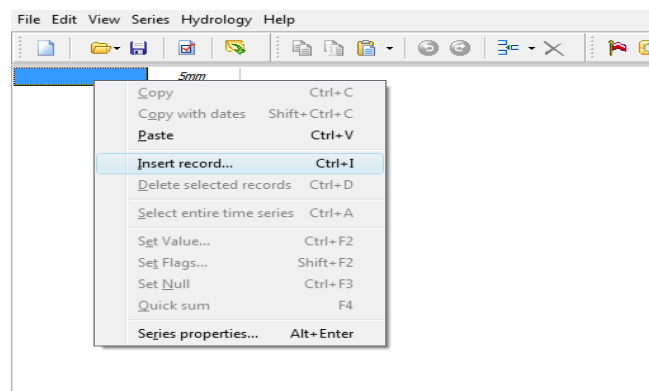 File Edit View Series Hydrology Help
5mm
Copy Ctrl+C
Copy with dates Shift+Ctrl+C
Paste Ctrl+V
Insert record... Ctrl+I
Delete selected records Ctrl+D
Select entire time series Ctrl+A
Set Value... Ctrl+F2
Set Flags... Shift+F2
Set Null Ctrl+F3
Quick sum F4
Series properties... Alt+Enter